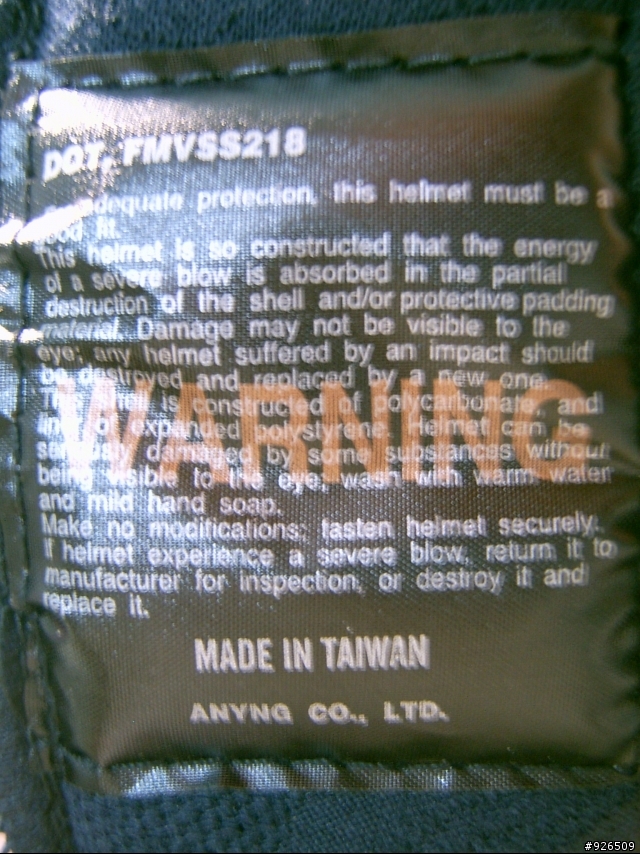 DOT, FMVSS218
adequate protection, this helmet must be a
good fit.
This helmet is so constructed that the energy
of a severe blow is absorbed in the partial
destruction of the shell and/or protective padding
material. Damage may not be visible to the
eye; any helmet suffered by an impact should
be destroyed and replaced by a new one.
WARNING
The shell is constructed of polycarbonate, and
of expanded polystyrene. Helmet can be
seriously damaged by some substances without
being visible to the eye, wash with warm water
and mild hand soap.
Make no modifications; fasten helmet securely.
If helmet experience a severe blow, return it to
manufacturer for inspection, or destroy it and
replace it.
MADE IN TAIWAN
ANYNG CO., LTD.
#926509